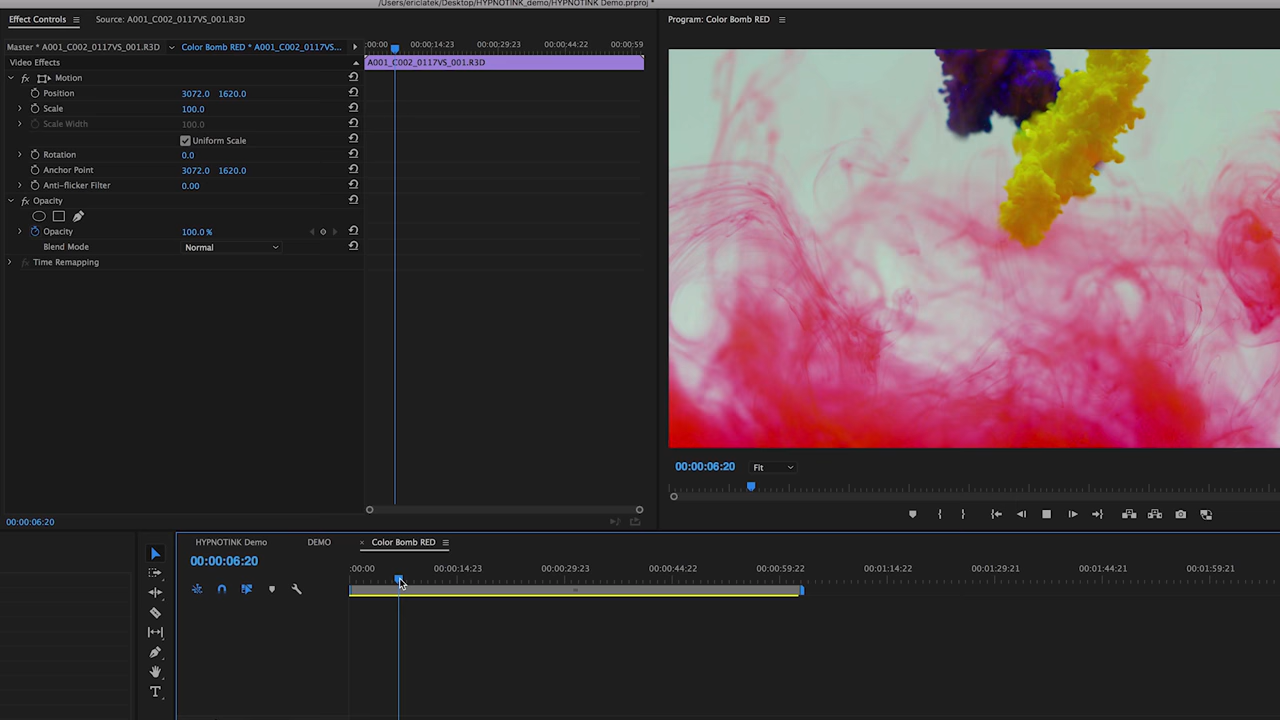 /Users/ericlatek/Desktop/HYPNOTINK_demo/HYPNOTINK Demo.prproj *
Effect Controls
Source: A001_C002_0117VS_001.R3D
Program: Color Bomb RED
Master * A001_C002_0117VS_001.R3D
Color Bomb RED * A001_C002_0117VS...
:00:00
00:00:14:23
00:00:29:23
00:00:44:22
00:00:59
Video Effects
A001_C002_0117VS_001.R3D
fx Motion
Position 3072.0 1620.0
Scale 100.0
Scale Width 100.0
Uniform Scale
Rotation 0.0
Anchor Point 3072.0 1620.0
Anti-flicker Filter 0.00
fx Opacity
Opacity 100.0 %
Blend Mode Normal
fx Time Remapping
00:00:06:20
Fit
00:00:06:20
HYPNOTINK Demo
DEMO
× Color Bomb RED
00:00:06:20
:00:00
00:00:14:23
00:00:29:23
00:00:44:22
00:00:59:22
00:01:14:22
00:01:29:21
00:01:44:21
00:01:59:21
T